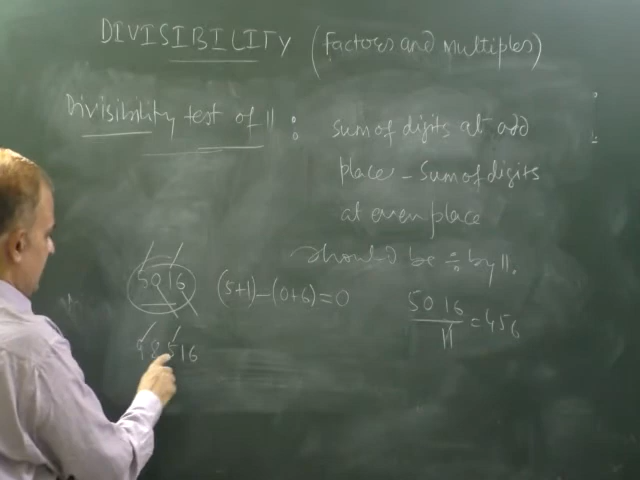 DIVISIBILITY (Factors and multiples)
Divisibility test of 11 :
sum of digits at odd
place - Sum of digits
at even place
should be ÷ by 11.
5016 (5+1)-(0+6)=0
5016/11 = 456
98516